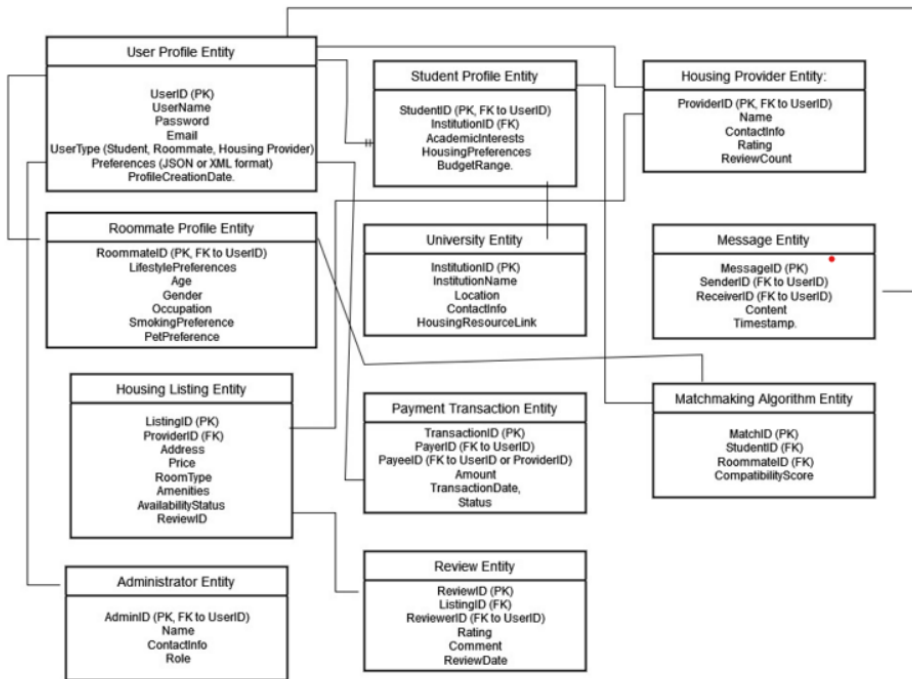 User Profile Entity
UserID (PK)
UserName
Password
Email
UserType (Student, Roommate, Housing Provider)
Preferences (JSON or XML format)
ProfileCreationDate.
Student Profile Entity
StudentID (PK, FK to UserID)
InstitutionID (FK)
AcademicInterests
HousingPreferences
BudgetRange.
Housing Provider Entity:
ProviderID (PK, FK to UserID)
Name
ContactInfo
Rating
ReviewCount
Roommate Profile Entity
RoommateID (PK, FK to UserID)
LifestylePreferences
Age
Gender
Occupation
SmokingPreference
PetPreference
University Entity
InstitutionID (PK)
InstitutionName
Location
ContactInfo
HousingResourceLink
Message Entity
MessageID (PK)
SenderID (FK to UserID)
ReceiverID (FK to UserID)
Content
Timestamp.
Housing Listing Entity
ListingID (PK)
ProviderID (FK)
Address
Price
RoomType
Amenities
AvailabilityStatus
ReviewID
Payment Transaction Entity
TransactionID (PK)
PayerID (FK to UserID)
PayeeID (FK to UserID or ProviderID)
Amount
TransactionDate,
Status
Matchmaking Algorithm Entity
MatchID (PK)
StudentID (FK)
RoommateID (FK)
CompatibilityScore
Administrator Entity
AdminID (PK, FK to UserID)
Name
ContactInfo
Role
Review Entity
ReviewID (PK)
ListingID (FK)
ReviewerID (FK to UserID)
Rating
Comment
ReviewDate